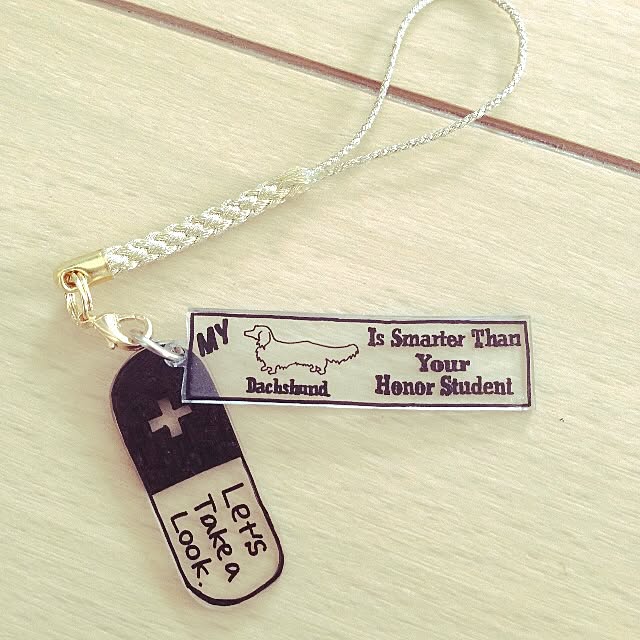 MY
Dachshund
Is Smarter Than
Your
Honor Student
Let's
Take a
Look.